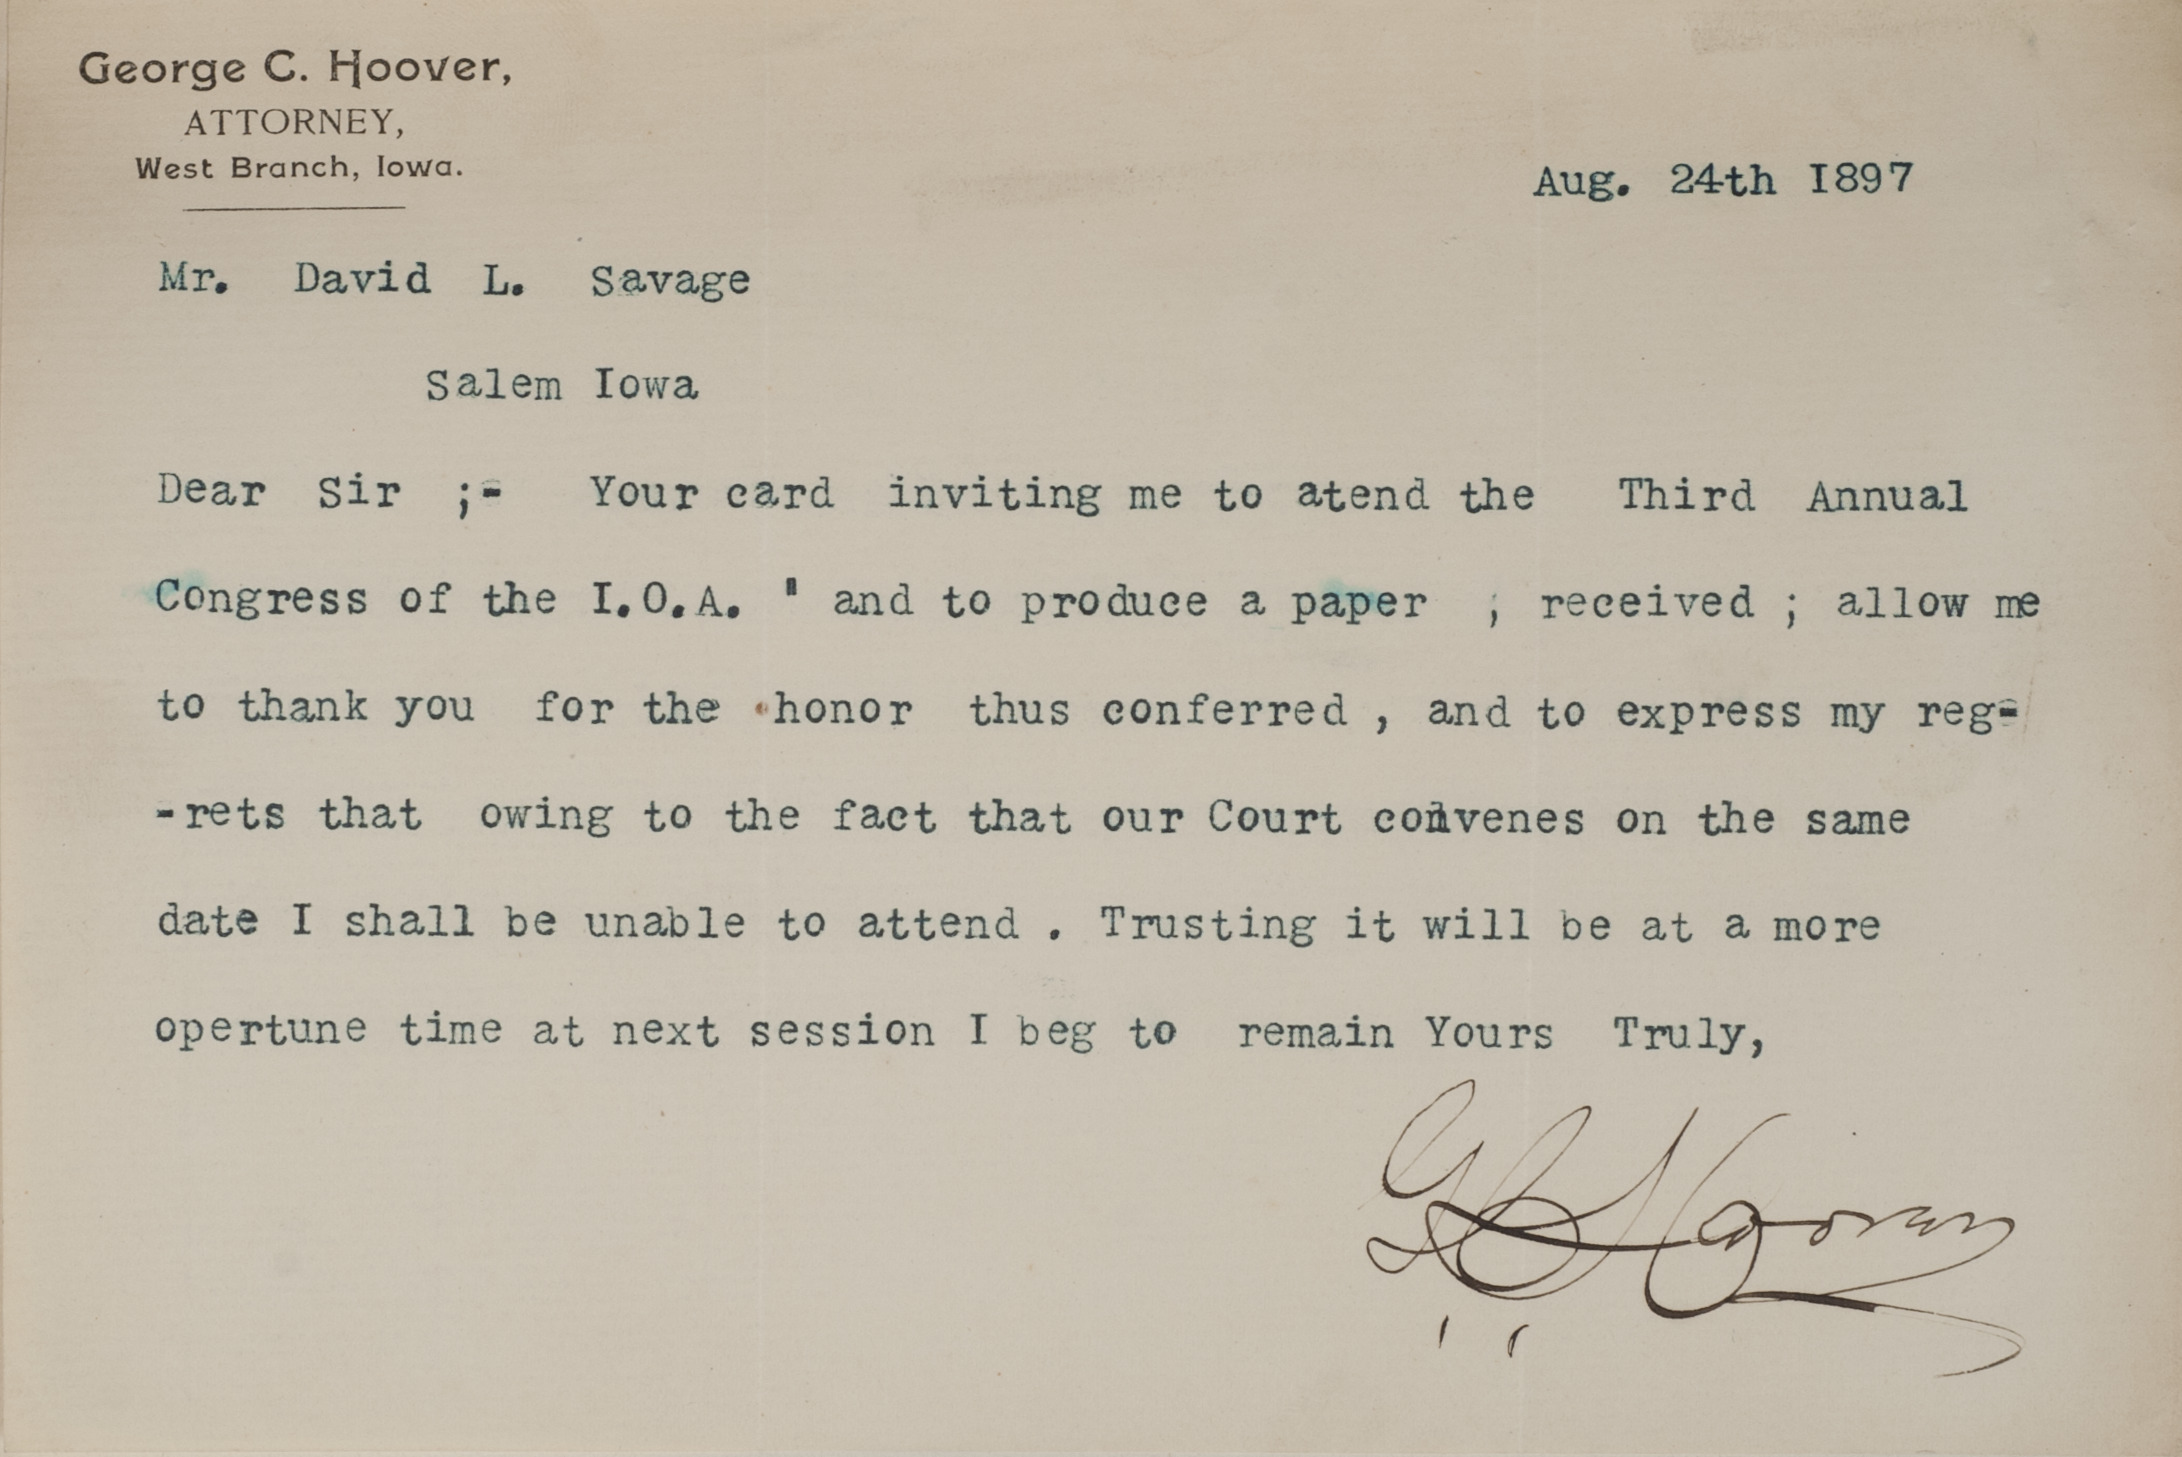 George C. Hoover,
ATTORNEY,
West Branch, Iowa.
Aug. 24th I897
Mr. David L. Savage
Salem Iowa
Dear Sir ;- Your card inviting me to atend the Third Annual
Congress of the I.O.A. " and to produce a paper , received ; allow me
to thank you for the honor thus conferred , and to express my reg-
-rets that owing to the fact that our Court convenes on the same
date I shall be unable to attend . Trusting it will be at a more
opertune time at next session I beg to remain Yours Truly,
G C Hoover